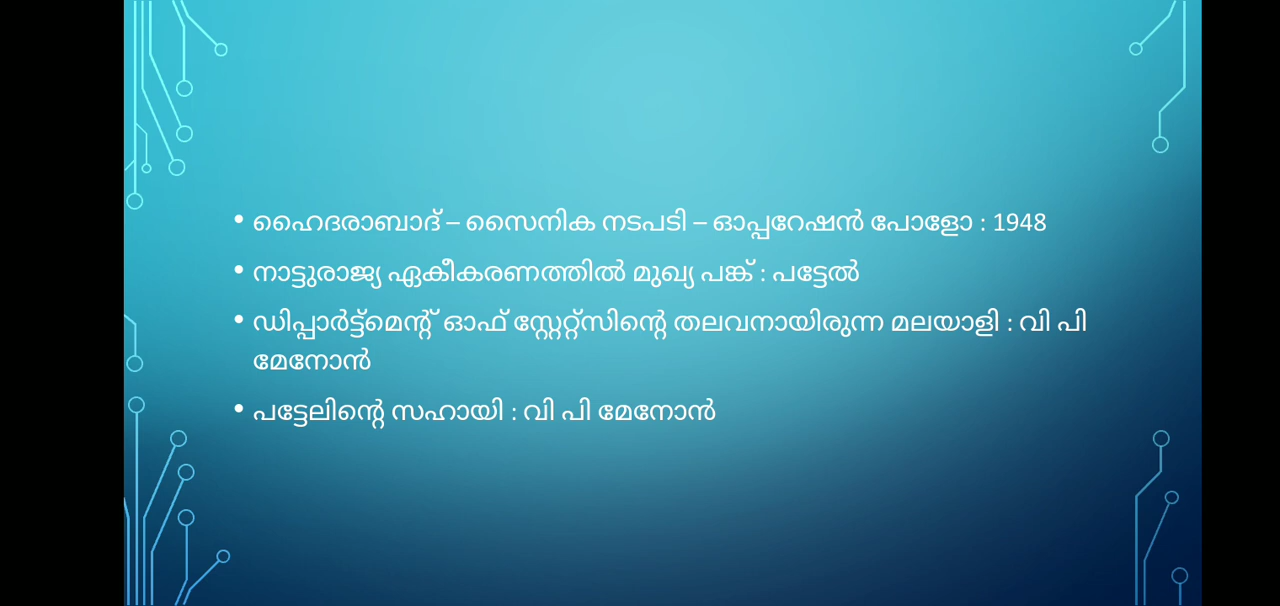 • ഹൈദരാബാദ് – സൈനിക നടപടി – ഓപ്പറേഷൻ പോളോ : 1948
• നാട്ടുരാജ്യ ഏകീകരണത്തിൽ മുഖ്യ പങ്ക് : പട്ടേൽ
• ഡിപ്പാർട്ട്മെന്റ് ഓഫ് സ്റ്റേറ്റ്സിന്റെ തലവനായിരുന്ന മലയാളി : വി പി
മേനോൻ
• പട്ടേലിന്റെ സഹായി : വി പി മേനോൻ